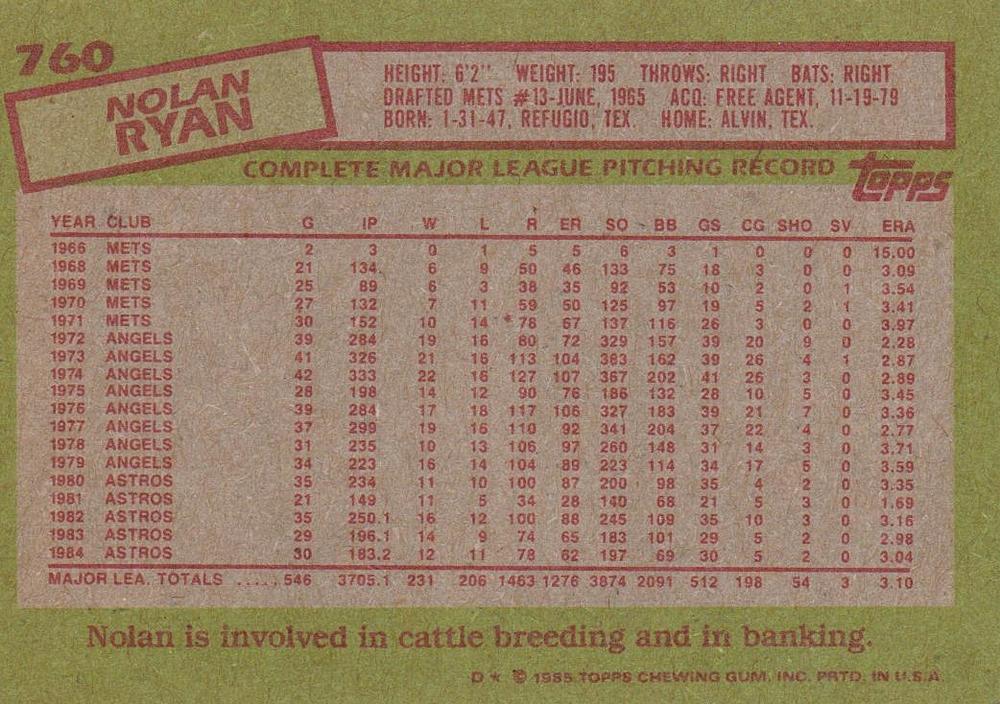 760
NOLAN
RYAN
HEIGHT: 6'2" WEIGHT: 195 THROWS: RIGHT BATS: RIGHT
DRAFTED METS #13-JUNE, 1965 ACQ: FREE AGENT, 11-19-79
BORN: 1-31-47, REFUGIO, TEX. HOME: ALVIN, TEX.
COMPLETE MAJOR LEAGUE PITCHING RECORD
topps
YEAR CLUB G IP W L R ER SO BB GS CG SHO SV ERA
1966 METS 2 3 0 1 5 5 6 3 1 0 0 0 15.00
1968 METS 21 134 6 9 50 46 133 75 18 3 0 0 3.09
1969 METS 25 89 6 3 38 35 92 53 10 2 0 1 3.54
1970 METS 27 132 7 11 59 50 125 97 19 5 2 1 3.41
1971 METS 30 152 10 14 78 67 137 116 26 3 0 0 3.97
1972 ANGELS 39 284 19 16 80 72 329 157 39 20 9 0 2.28
1973 ANGELS 41 326 21 16 113 104 383 162 39 26 4 1 2.87
1974 ANGELS 42 333 22 16 127 107 367 202 41 26 3 0 2.89
1975 ANGELS 28 198 14 12 90 76 186 132 28 10 5 0 3.45
1976 ANGELS 39 284 17 18 117 106 327 183 39 21 7 0 3.36
1977 ANGELS 37 299 19 16 110 92 341 204 37 22 4 0 2.77
1978 ANGELS 31 235 10 13 106 97 260 148 31 14 3 0 3.71
1979 ANGELS 34 223 16 14 104 89 223 114 34 17 5 0 3.59
1980 ASTROS 35 234 11 10 100 87 200 98 35 4 2 0 3.35
1981 ASTROS 21 149 11 5 34 28 140 68 21 5 3 0 1.69
1982 ASTROS 35 250.1 16 12 100 88 245 109 35 10 3 0 3.16
1983 ASTROS 29 196.1 14 9 74 65 183 101 29 5 2 0 2.98
1984 ASTROS 30 183.2 12 11 78 62 197 69 30 5 2 0 3.04
MAJOR LEA. TOTALS ..... 546 3705.1 231 206 1463 1276 3874 2091 512 198 54 3 3.10
Nolan is involved in cattle breeding and in banking.
D* © 1985 TOPPS CHEWING GUM, INC. PRTD. IN U.S.A.